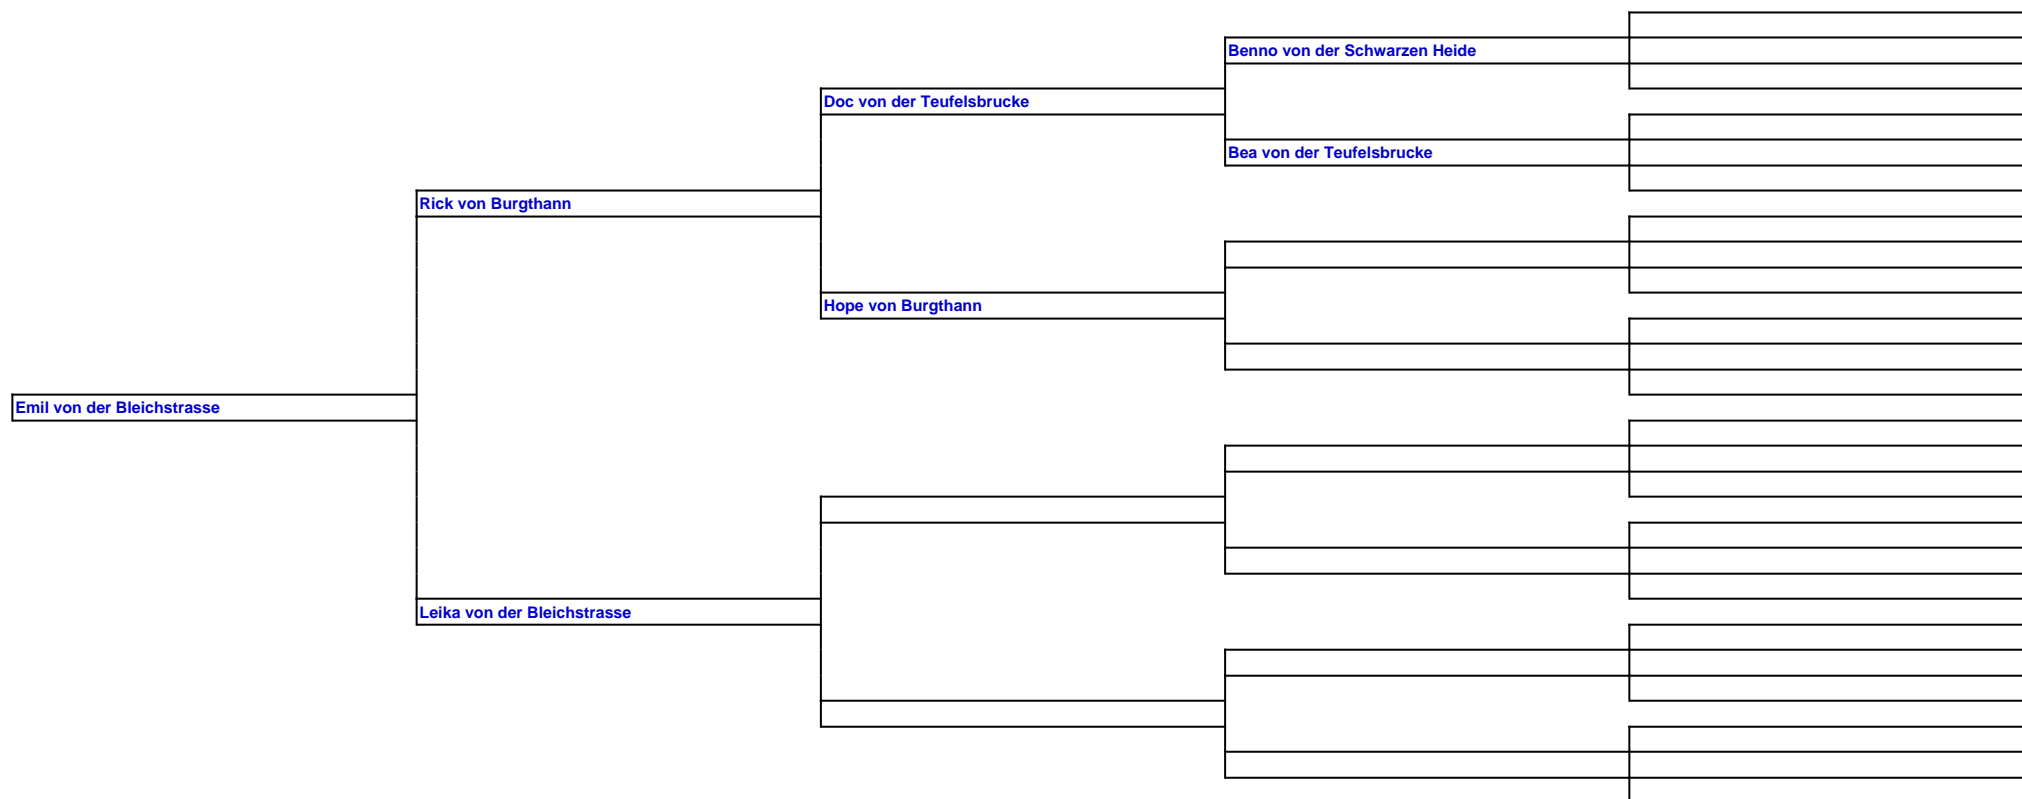 Benno von der Schwarzen Heide
Doc von der Teufelsbrucke
Bea von der Teufelsbrucke
Rick von Burgthann
Hope von Burgthann
Emil von der Bleichstrasse
Leika von der Bleichstrasse